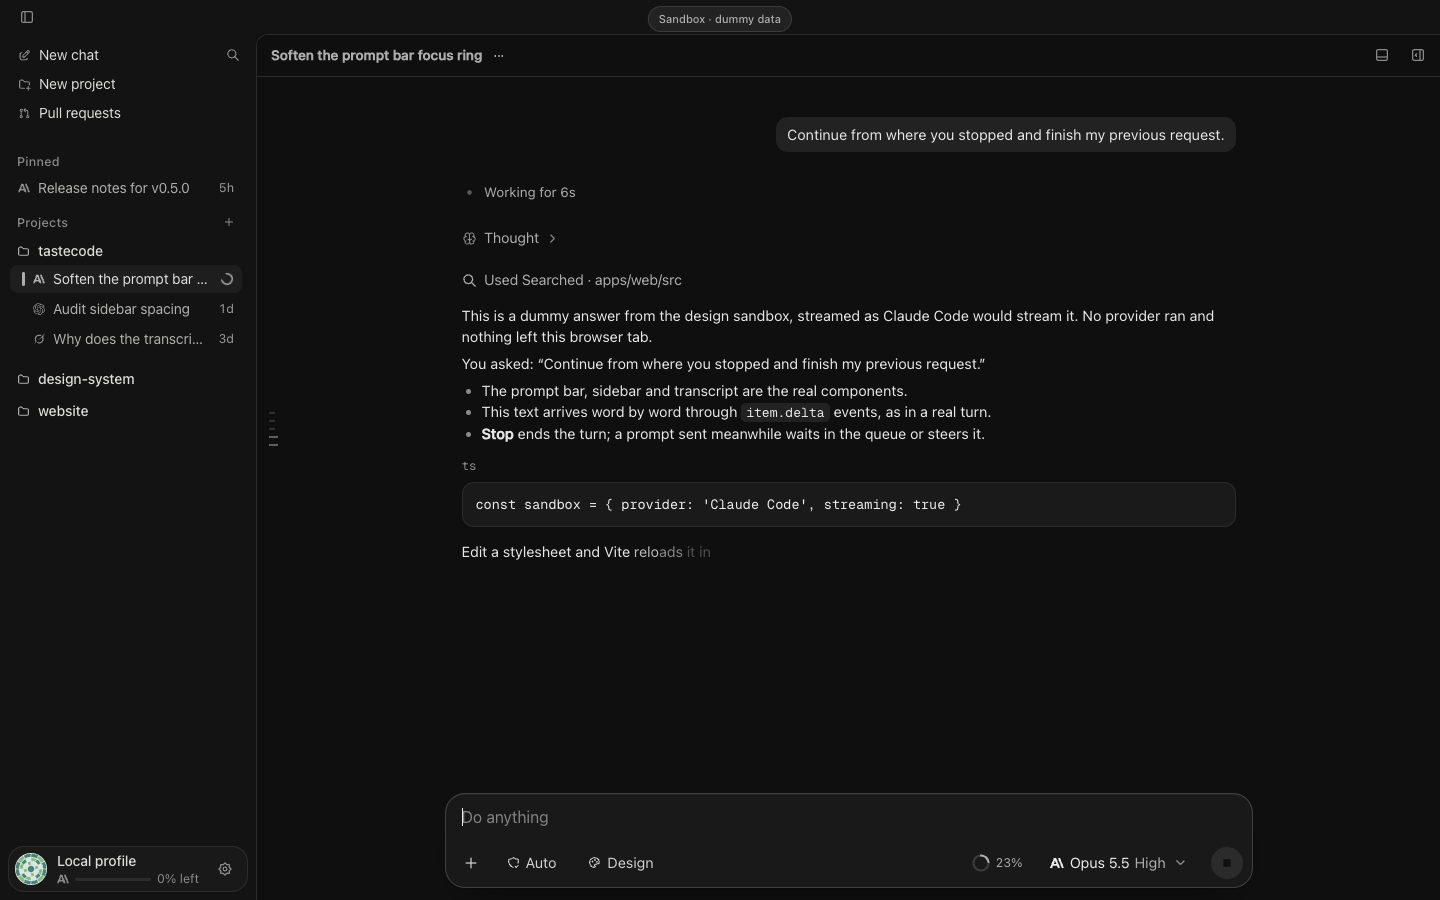 Sandbox · dummy data
New chat
New project
Pull requests
Pinned
Release notes for v0.5.0 5h
Projects
tastecode
Soften the prompt bar ...
Audit sidebar spacing 1d
Why does the transcri... 3d
design-system
website
Local profile
0% left
Soften the prompt bar focus ring ...
Continue from where you stopped and finish my previous request.
Working for 6s
Thought
Used Searched · apps/web/src
This is a dummy answer from the design sandbox, streamed as Claude Code would stream it. No provider ran and
nothing left this browser tab.
You asked: “Continue from where you stopped and finish my previous request.”
The prompt bar, sidebar and transcript are the real components.
This text arrives word by word through item.delta events, as in a real turn.
Stop ends the turn; a prompt sent meanwhile waits in the queue or steers it.
ts
const sandbox = { provider: 'Claude Code', streaming: true }
Edit a stylesheet and Vite reloads it in
Do anything
Auto Design 23% Opus 5.5 High